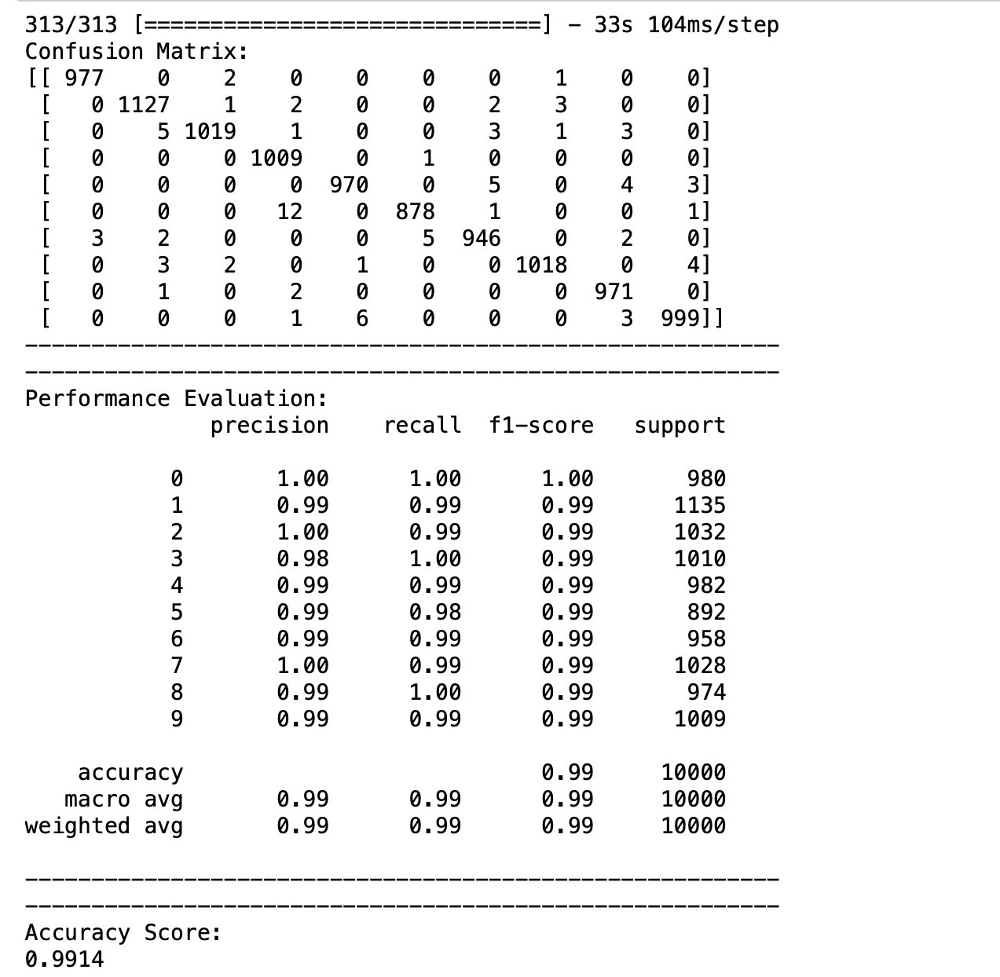 313/313 [==============================] - 33s 104ms/step
Confusion Matrix:
[[ 977    0    2    0    0    0    0    1    0    0]
 [   0 1127    1    2    0    0    2    3    0    0]
 [   0    5 1019    1    0    0    3    1    3    0]
 [   0    0    0 1009    0    1    0    0    0    0]
 [   0    0    0    0  970    0    5    0    4    3]
 [   0    0    0   12    0  878    1    0    0    1]
 [   3    2    0    0    0    5  946    0    2    0]
 [   0    3    2    0    1    0    0 1018    0    4]
 [   0    1    0    2    0    0    0    0  971    0]
 [   0    0    0    1    6    0    0    0    3  999]]
---------------------------------------------------------
---------------------------------------------------------
Performance Evaluation:
              precision    recall  f1-score   support
           0       1.00      1.00      1.00       980
           1       0.99      0.99      0.99      1135
           2       1.00      0.99      0.99      1032
           3       0.98      1.00      0.99      1010
           4       0.99      0.99      0.99       982
           5       0.99      0.98      0.99       892
           6       0.99      0.99      0.99       958
           7       1.00      0.99      0.99      1028
           8       0.99      1.00      0.99       974
           9       0.99      0.99      0.99      1009
    accuracy                           0.99     10000
   macro avg       0.99      0.99      0.99     10000
weighted avg       0.99      0.99      0.99     10000
---------------------------------------------------------
---------------------------------------------------------
Accuracy Score:
0.9914